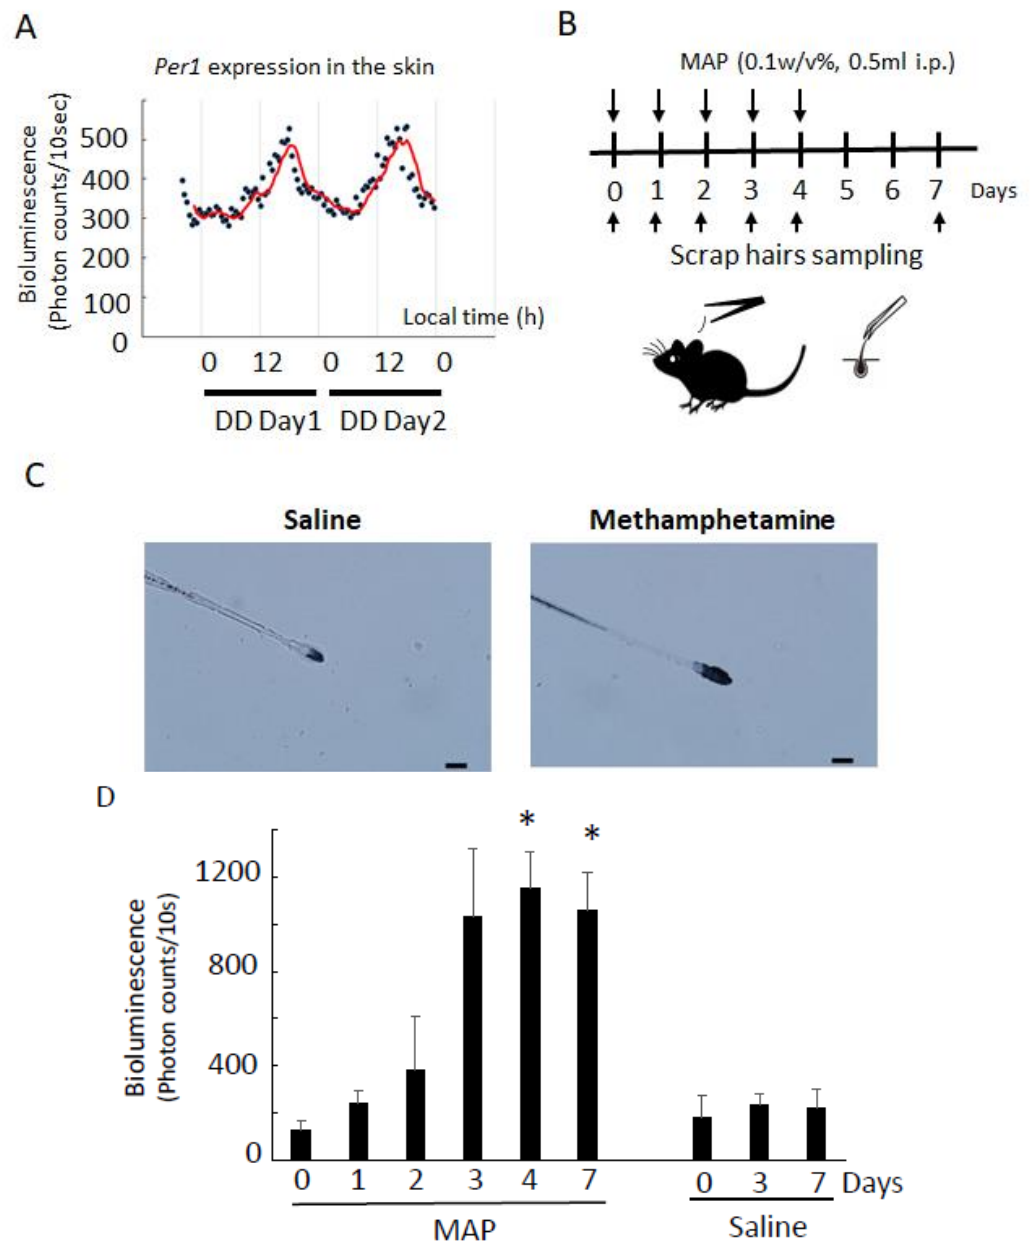 A
Per1 expression in the skin
Bioluminescence
(Photon counts/10sec)
500
400
300
200
100
0
Local time (h)
0 12 0 12 0
DD Day1 DD Day2
B
MAP (0.1w/v%, 0.5ml i.p.)
0 1 2 3 4 5 6 7 Days
Scrap hairs sampling
C
Saline
Methamphetamine
D
Bioluminescence
(Photon counts/10s)
1200
800
400
0
* *
0 1 2 3 4 7 0 3 7 Days
MAP Saline